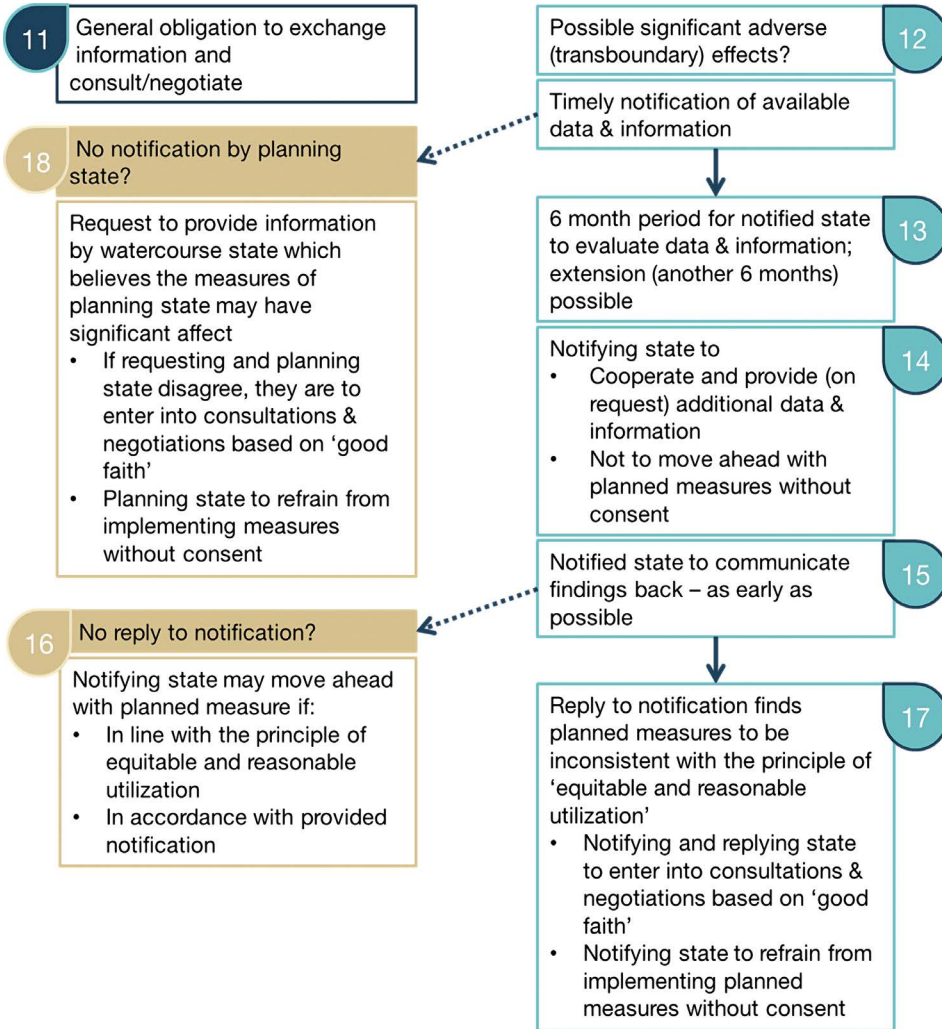 11
General obligation to exchange
information and
consult/negotiate
12
Possible significant adverse
(transboundary) effects?
Timely notification of available
data & information
18
No notification by planning
state?
Request to provide information
by watercourse state which
believes the measures of
planning state may have
significant affect
• If requesting and planning
state disagree, they are to
enter into consultations &
negotiations based on ‘good
faith’
• Planning state to refrain from
implementing measures
without consent
13
6 month period for notified state
to evaluate data & information;
extension (another 6 months)
possible
14
Notifying state to
• Cooperate and provide (on
request) additional data &
information
• Not to move ahead with
planned measures without
consent
15
Notified state to communicate
findings back – as early as
possible
16
No reply to notification?
Notifying state may move ahead
with planned measure if:
• In line with the principle of
equitable and reasonable
utilization
• In accordance with provided
notification
17
Reply to notification finds
planned measures to be
inconsistent with the principle of
‘equitable and reasonable
utilization’
• Notifying and replying state
to enter into consultations &
negotiations based on ‘good
faith’
• Notifying state to refrain from
implementing planned
measures without consent